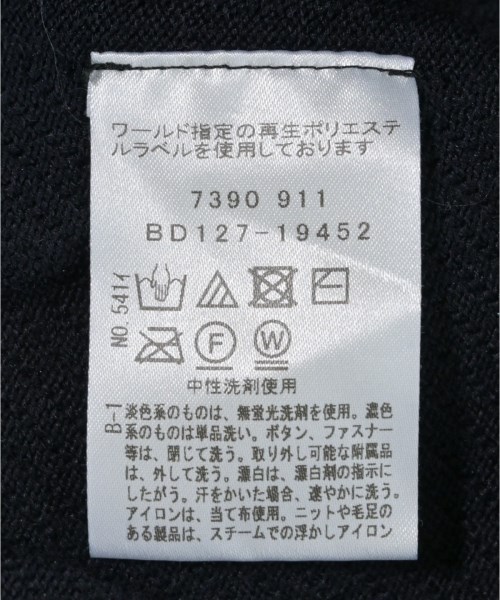 ワールド指定の再生ポリエステ
ルラベルを使用しております
7390 911
BD127-19452
NO.541イ
F
W
中性洗剤使用
B-1
淡色系のものは、無蛍光洗剤を使用。濃色
系のものは単品洗い。ボタン、ファスナー
等は、閉じて洗う。取り外し可能な附属品
は、外して洗う。漂白は、漂白剤の指示に
したがう。汗をかいた場合、速やかに洗う。
アイロンは、当て布使用。ニットや毛足の
ある製品は、スチームでの浮かしアイロン